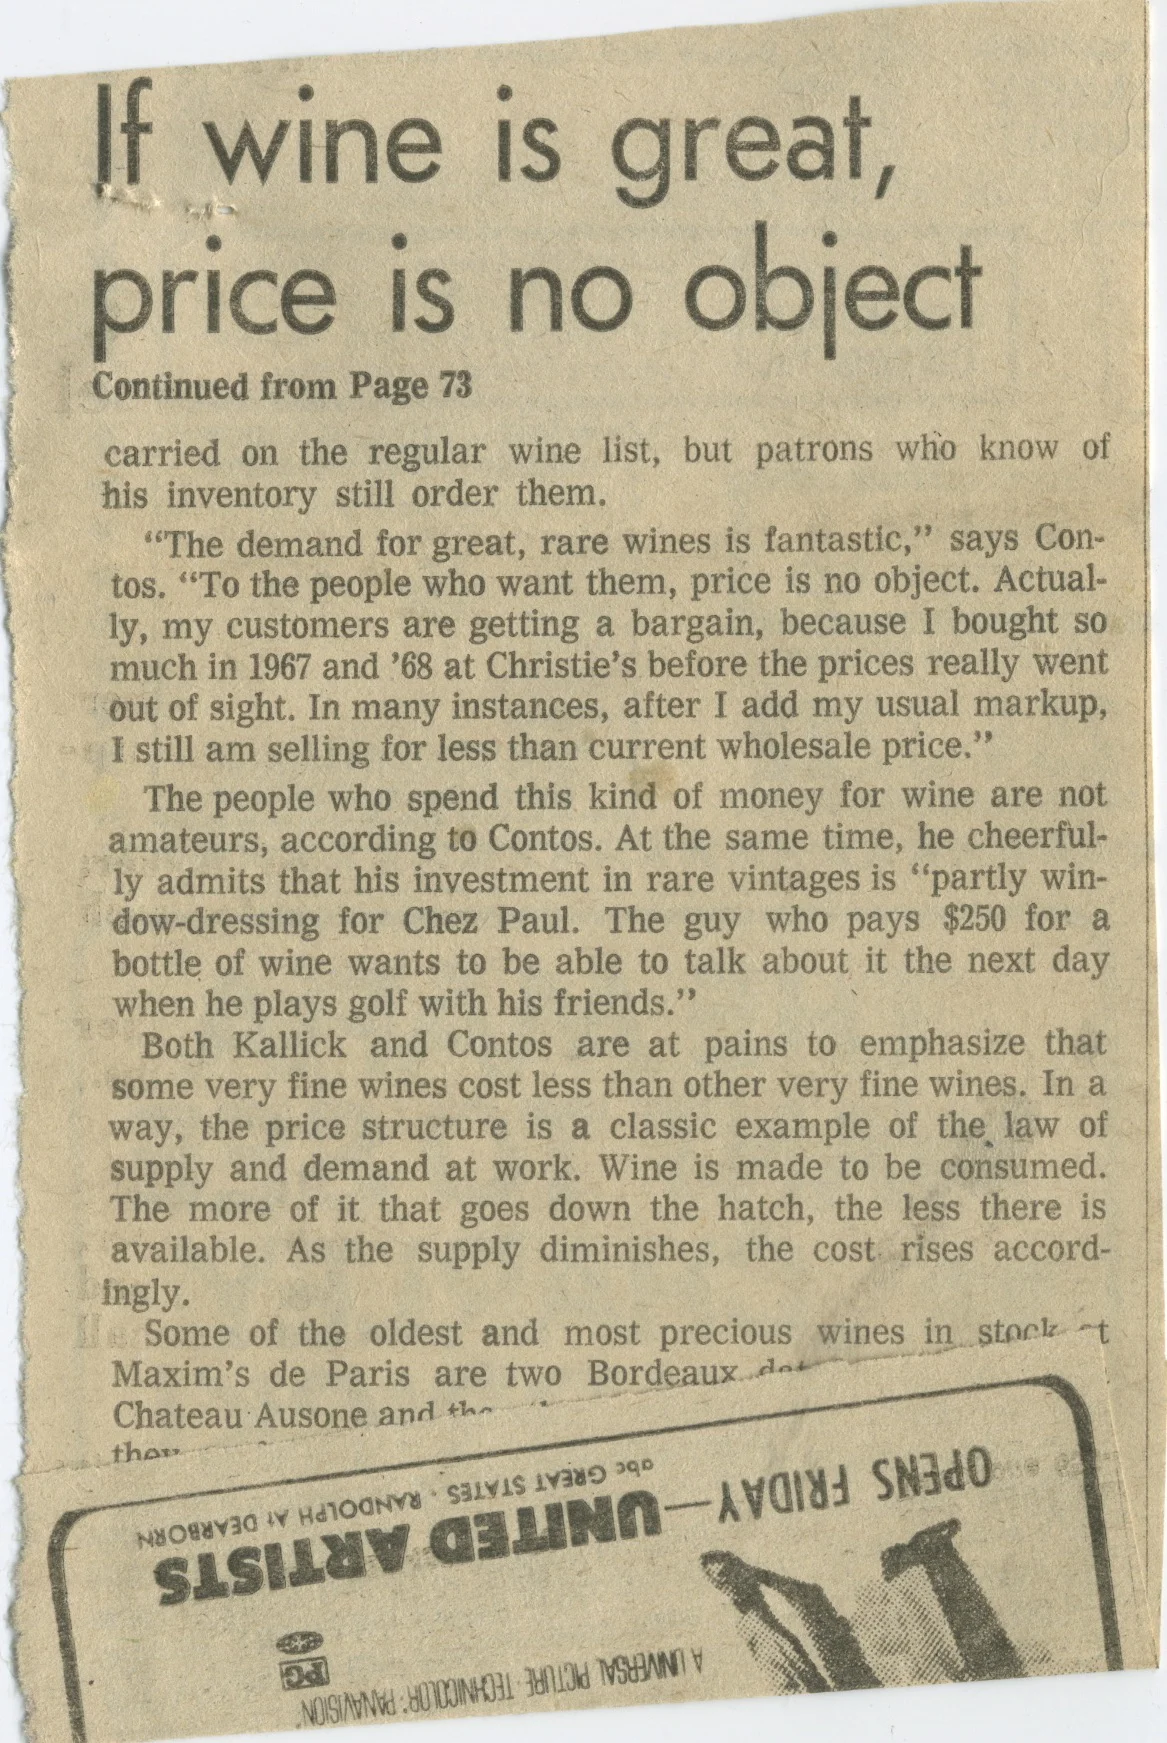 If wine is great,
price is no object
Continued from Page 73
carried on the regular wine list, but patrons who know of
his inventory still order them.
“The demand for great, rare wines is fantastic,” says Con-
tos. “To the people who want them, price is no object. Actual-
ly, my customers are getting a bargain, because I bought so
much in 1967 and ’68 at Christie’s before the prices really went
out of sight. In many instances, after I add my usual markup,
I still am selling for less than current wholesale price.”
The people who spend this kind of money for wine are not
amateurs, according to Contos. At the same time, he cheerful-
ly admits that his investment in rare vintages is “partly win-
dow-dressing for Chez Paul. The guy who pays $250 for a
bottle of wine wants to be able to talk about it the next day
when he plays golf with his friends.”
Both Kallick and Contos are at pains to emphasize that
some very fine wines cost less than other very fine wines. In a
way, the price structure is a classic example of the law of
supply and demand at work. Wine is made to be consumed.
The more of it that goes down the hatch, the less there is
available. As the supply diminishes, the cost rises accord-
ingly.
Some of the oldest and most precious wines in stock at
Maxim’s de Paris are two Bordeaux
Chateau Ausone and the
they
A UNIVERSAL PICTURE TECHNICOLOR® PANAVISION®
PG
OPENS FRIDAY—UNITED ARTISTS
abc GREAT STATES · RANDOLPH AT DEARBORN